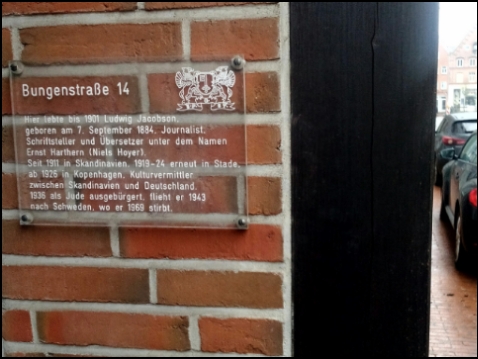 Bungenstraße 14
Hier lebte bis 1901 Ludwig Jacobson,
geboren am 7. September 1884, Journalist,
Schriftsteller und Übersetzer unter dem Namen
Ernst Harthern (Niels Hoyer).
Seit 1911 in Skandinavien, 1919-24 erneut in Stade,
ab 1925 in Kopenhagen. Kulturvermittler
zwischen Skandinavien und Deutschland.
1936 als Jude ausgebürgert, flieht er 1943
nach Schweden, wo er 1969 stirbt.